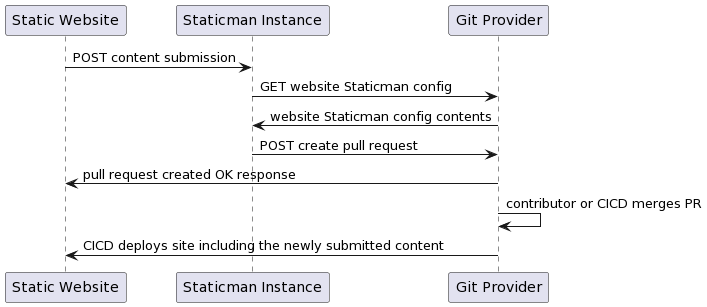 Static Website
Staticman Instance
Git Provider
POST content submission
GET website Staticman config
website Staticman config contents
POST create pull request
pull request created OK response
contributor or CICD merges PR
CICD deploys site including the newly submitted content
Static Website
Staticman Instance
Git Provider